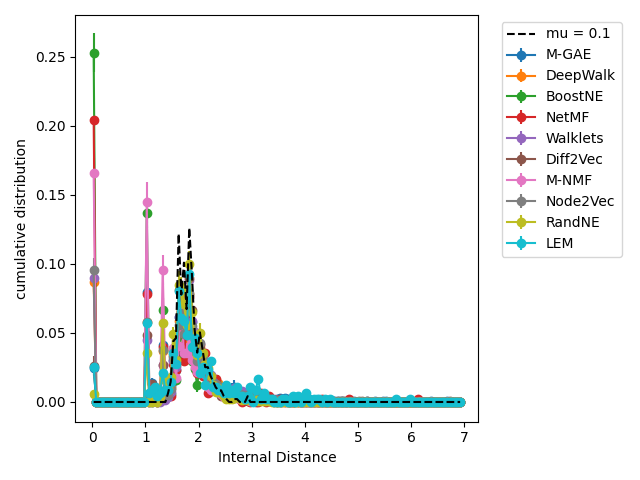 0.25
0.20
0.15
0.10
0.05
0.00
cumulative distribution
0
1
2
3
4
5
6
7
Internal Distance
mu = 0.1
M-GAE
DeepWalk
BoostNE
NetMF
Walklets
Diff2Vec
M-NMF
Node2Vec
RandNE
LEM